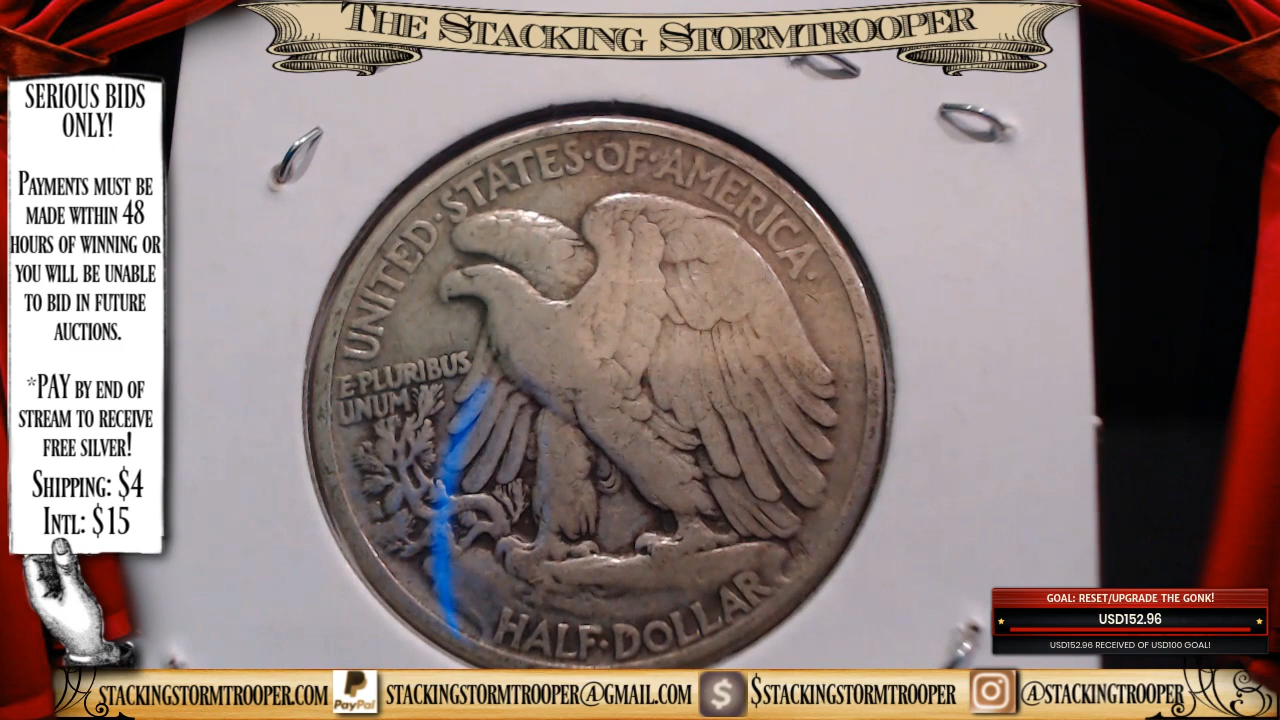 THE STACKING STORMTROOPER
SERIOUS BIDS
ONLY!
PAYMENTS MUST BE
MADE WITHIN 48
HOURS OF WINNING OR
YOU WILL BE UNABLE
TO BID IN FUTURE
AUCTIONS.
*PAY BY END OF
STREAM TO RECEIVE
FREE SILVER!
SHIPPING: $4
INTL: $15
UNITED·STATES·OF·AMERICA·
E·PLURIBUS
UNUM
HALF·DOLLAR
GOAL: RESET/UPGRADE THE GONK!
USD152.96
USD152.96 RECEIVED OF USD100 GOAL!
STACKINGSTORMTROOPER.COM PayPal STACKINGSTORMTROOPER@GMAIL.COM $ $STACKINGSTORMTROOPER @STACKINGTROOPER